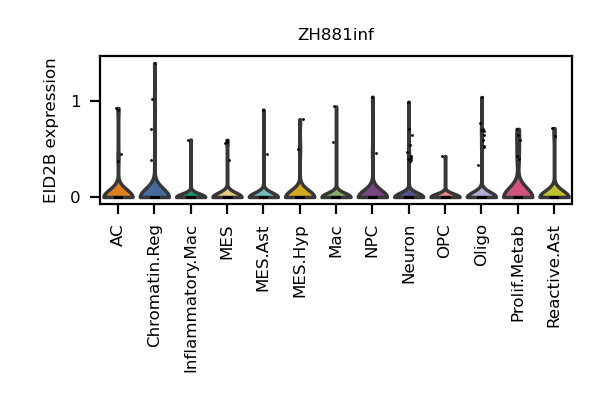 ZH881inf
EID2B expression
1
0
AC
Chromatin.Reg
Inflammatory.Mac
MES
MES.Ast
MES.Hyp
Mac
NPC
Neuron
OPC
Oligo
Prolif.Metab
Reactive.Ast